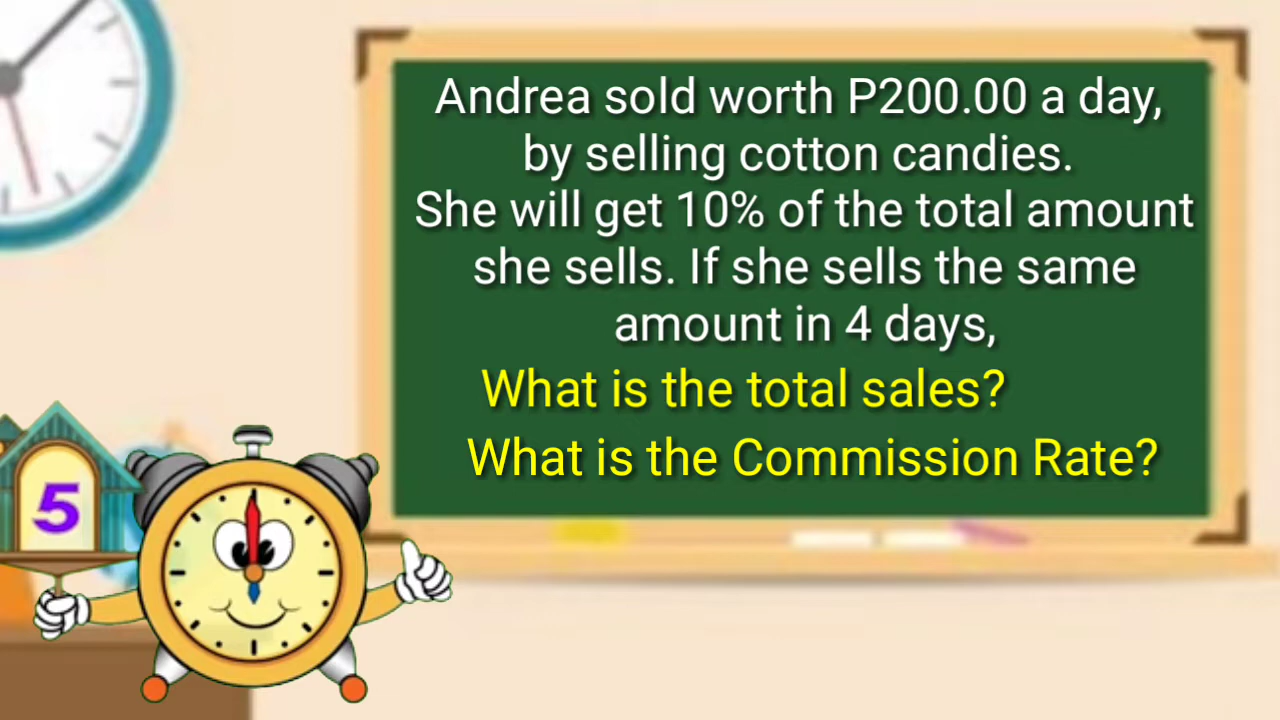 Andrea sold worth P200.00 a day,
by selling cotton candies.
She will get 10% of the total amount
she sells. If she sells the same
amount in 4 days,
What is the total sales?
What is the Commission Rate?
5